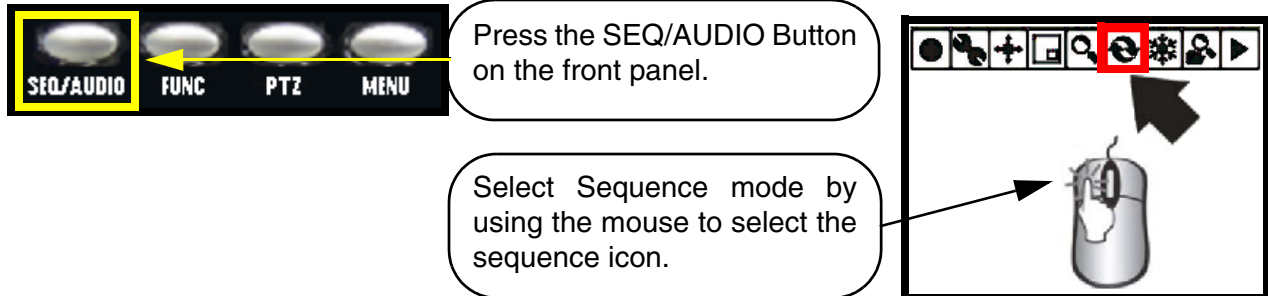 SEQ/AUDIO FUNC PTZ MENU
Press the SEQ/AUDIO Button
on the front panel.
Select Sequence mode by
using the mouse to select the
sequence icon.